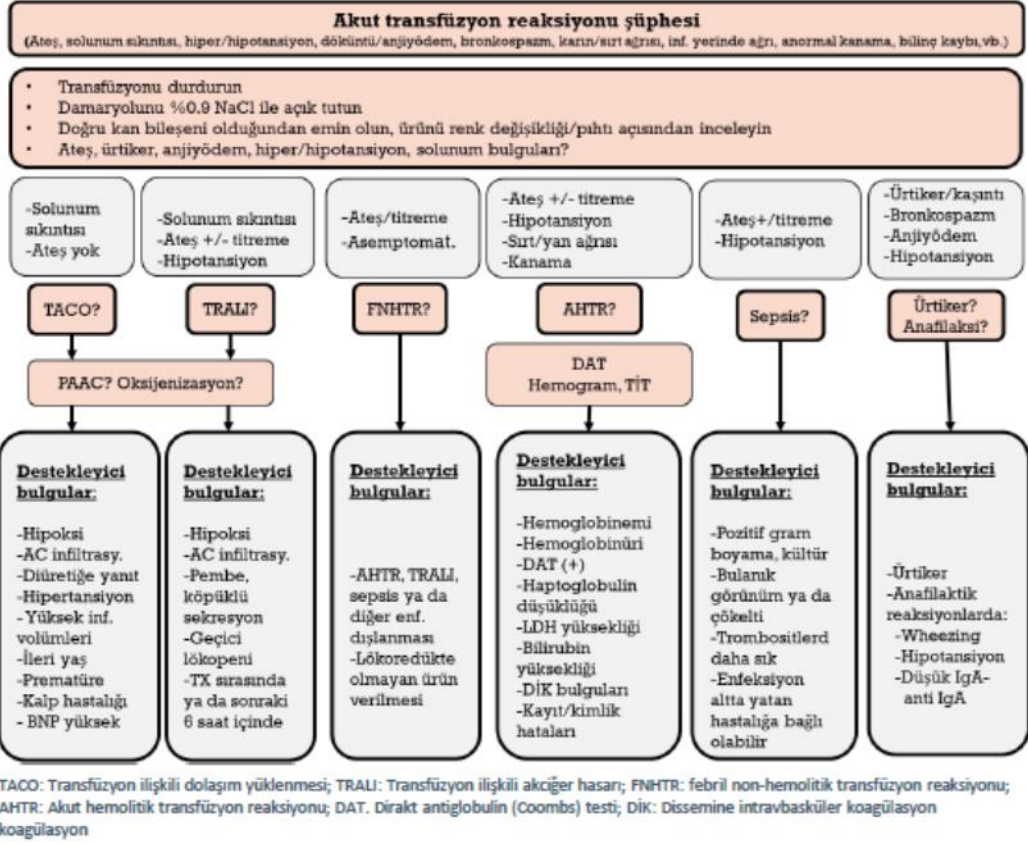 Akut transfüzyon reaksiyonu şüphesi
(Ateş, solunum sıkıntısı, hiper/hipotansiyon, döküntü/anjiyödem, bronkospazm, karın/sırt ağrısı, inf. yerinde ağrı, anormal kanama, bilinç kaybı,vb.)
• Transfüzyonu durdurun
• Damaryolunu %0.9 NaCl ile açık tutun
• Doğru kan bileşeni olduğundan emin olun, ürünü renk değişikliği/pıhtı açısından inceleyin
• Ateş, ürtiker, anjiyödem, hiper/hipotansiyon, solunum bulguları?
-Solunum
sıkıntısı
-Ateş yok
-Solunum sıkıntısı
-Ateş +/- titreme
-Hipotansiyon
-Ateş/titreme
-Asemptomat.
-Ateş +/- titreme
-Hipotansiyon
-Sırt/yan ağrısı
-Kanama
-Ateş+/titreme
-Hipotansiyon
-Ürtiker/kaşıntı
-Bronkospazm
-Anjiyödem
-Hipotansiyon
TACO?
TRALI?
FNHTR?
AHTR?
Sepsis?
Ürtiker?
Anafilaksi?
PAAC? Oksijenizasyon?
DAT
Hemogram, TİT
Destekleyici
bulgular:
-Hipoksi
-AC infiltrasy.
-Diüretiğe yanıt
-Hipertansiyon
-Yüksek inf.
volümleri
-İleri yaş
-Prematüre
-Kalp hastalığı
- BNP yüksek
Destekleyici
bulgular:
-Hipoksi
-AC infiltrasy.
-Pembe,
köpüklü
sekresyon
-Geçici
lökopeni
-TX sırasında
ya da sonraki
6 saat içinde
Destekleyici
bulgular:
-AHTR, TRALI,
sepsis ya da
diğer enf.
dışlanması
-Lökoredükte
olmayan ürün
verilmesi
Destekleyici
bulgular:
-Hemoglobinemi
-Hemoglobinüri
-DAT (+)
-Haptoglobulin
düşüklüğü
-LDH yüksekliği
-Bilirubin
yüksekliği
-DİK bulguları
-Kayıt/kimlik
hataları
Destekleyici
bulgular:
-Pozitif gram
boyama, kültür
-Bulanık
görünüm ya da
çökelti
-Trombositlerd
daha sık
-Enfeksiyon
altta yatan
hastalığa bağlı
olabilir
Destekleyici
bulgular:
-Ürtiker
-Anafilaktik
reaksiyonlarda:
-Wheezing
-Hipotansiyon
-Düşük IgA-
anti IgA
TACO: Transfüzyon ilişkili dolaşım yüklenmesi; TRALI: Transfüzyon ilişkili akciğer hasarı; FNHTR: febril non-hemolitik transfüzyon reaksiyonu;
AHTR: Akut hemolitik transfüzyon reaksiyonu; DAT. Dirakt antiglobulin (Coombs) testi; DİK: Dissemine intravbasküler koagülasyon
koagülasyon